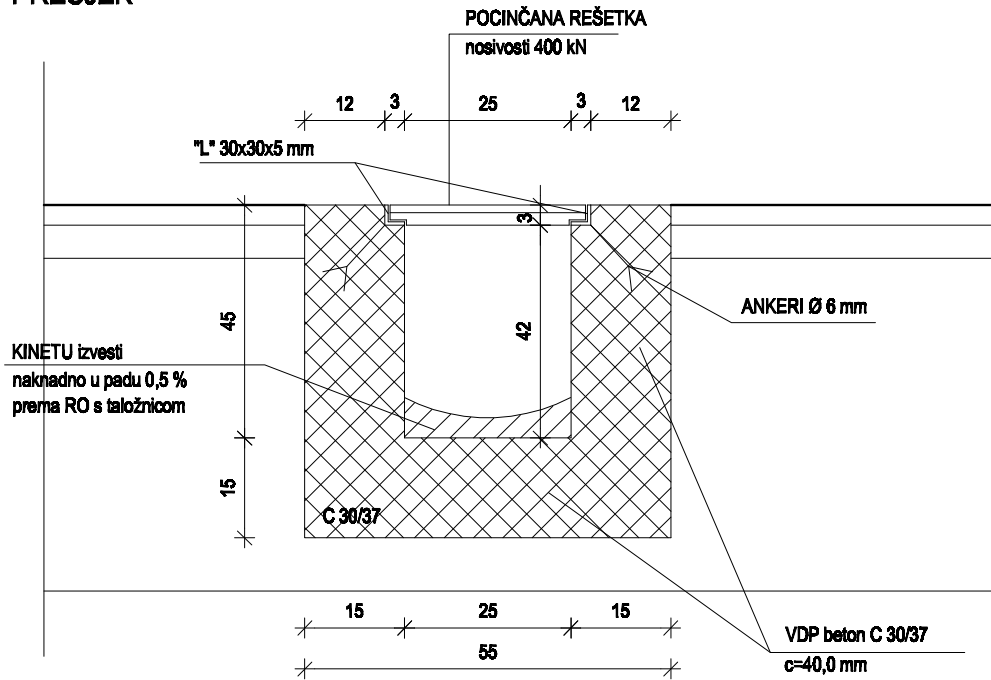 PRESJEK
POCINČANA REŠETKA
nosivosti 400 kN
12
3
25
3
12
"L" 30x30x5 mm
3
ANKERI Ø 6 mm
45
42
KINETU izvesti
naknadno u padu 0,5 %
prema RO s taložnicom
15
C 30/37
15
25
15
VDP beton C 30/37
c=40,0 mm
55